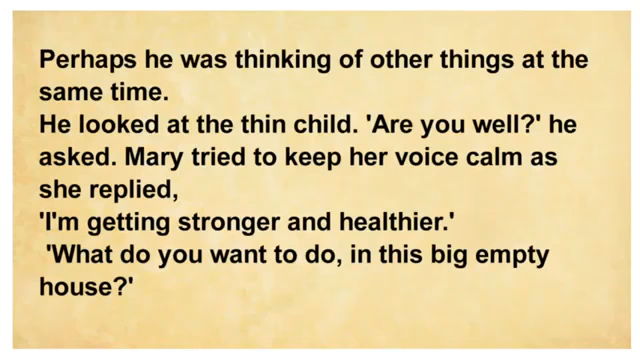 Perhaps he was thinking of other things at the
same time.
He looked at the thin child. 'Are you well?' he
asked. Mary tried to keep her voice calm as
she replied,
'I'm getting stronger and healthier.'
'What do you want to do, in this big empty
house?'